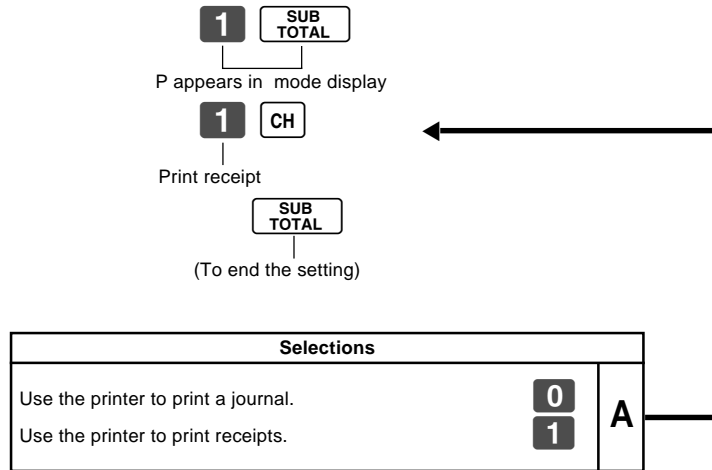 1 SUB TOTAL
P appears in mode display
1 CH
Print receipt
SUB TOTAL
(To end the setting)
Selections
Use the printer to print a journal. 0
Use the printer to print receipts. 1
A